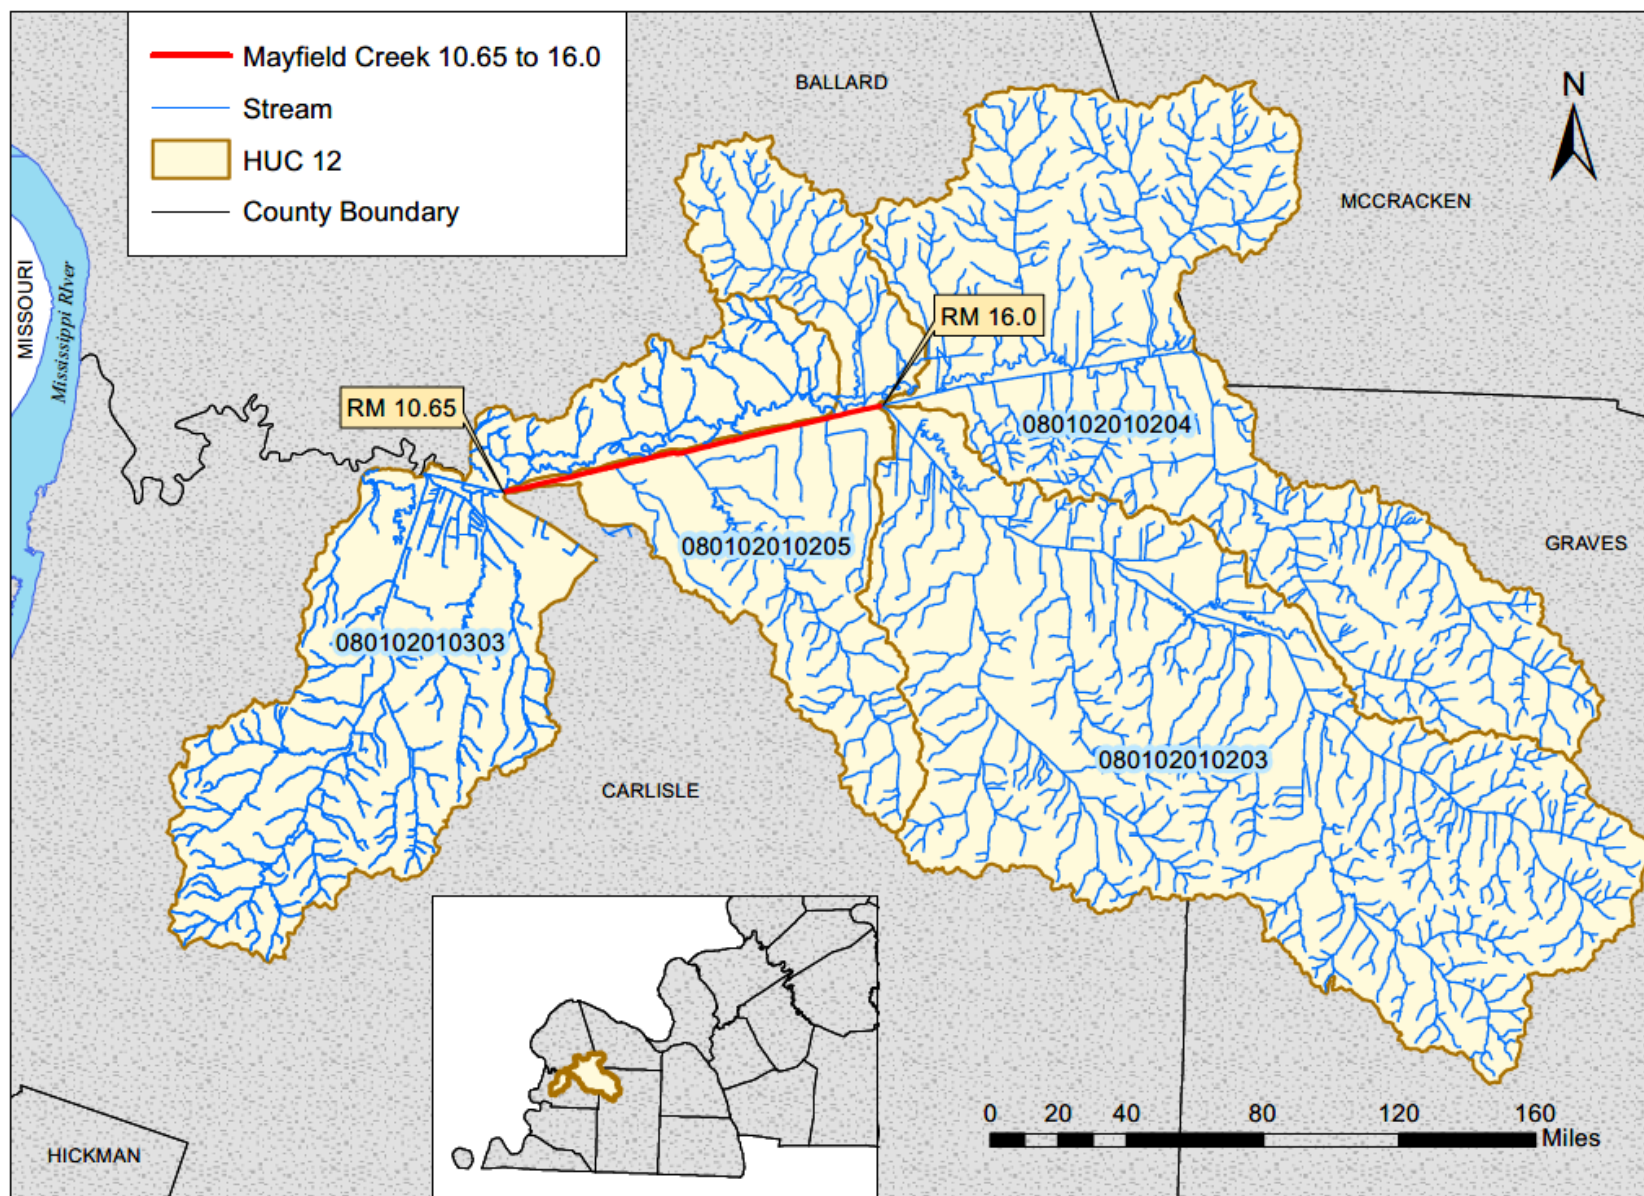 Mayfield Creek 10.65 to 16.0
Stream
HUC 12
County Boundary
BALLARD
N
MCCRACKEN
MISSOURI
Mississippi River
RM 16.0
RM 10.65
080102010204
080102010205
GRAVES
080102010303
080102010203
CARLISLE
0 20 40 80 120 160
Miles
HICKMAN